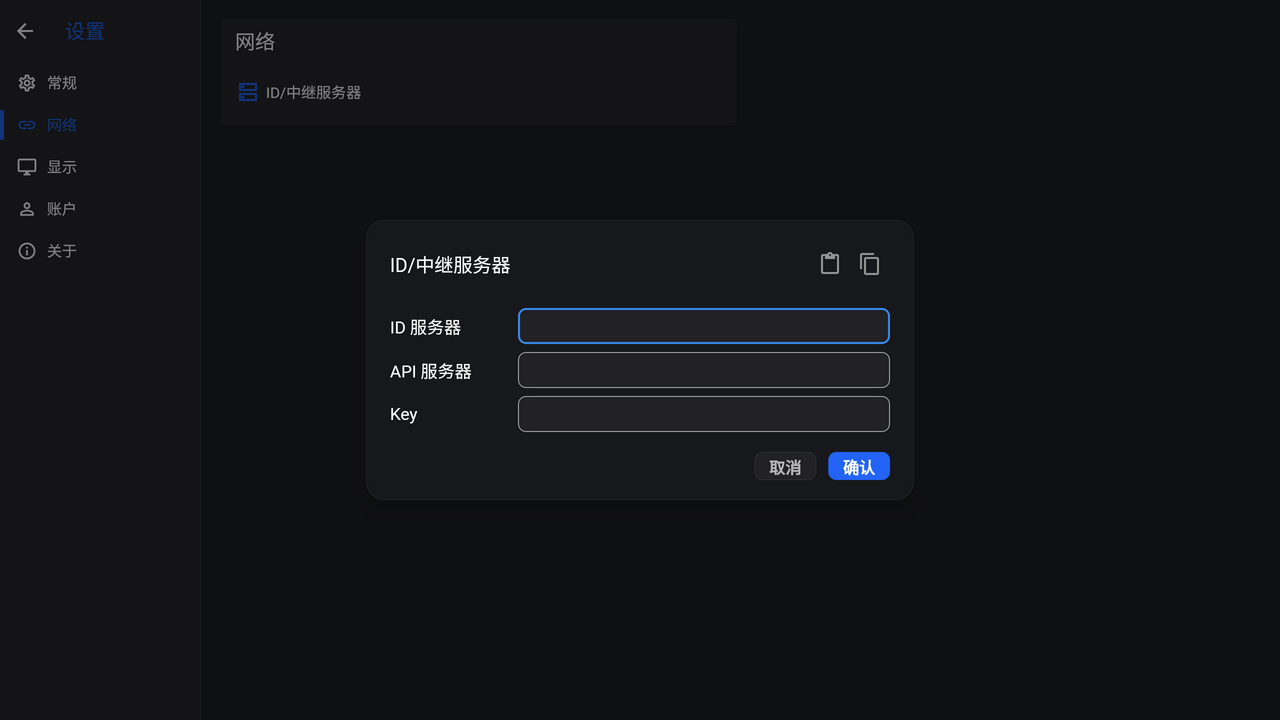 设置
常规
网络
显示
账户
关于
网络
ID/中继服务器
ID/中继服务器
ID 服务器
API 服务器
Key
取消
确认